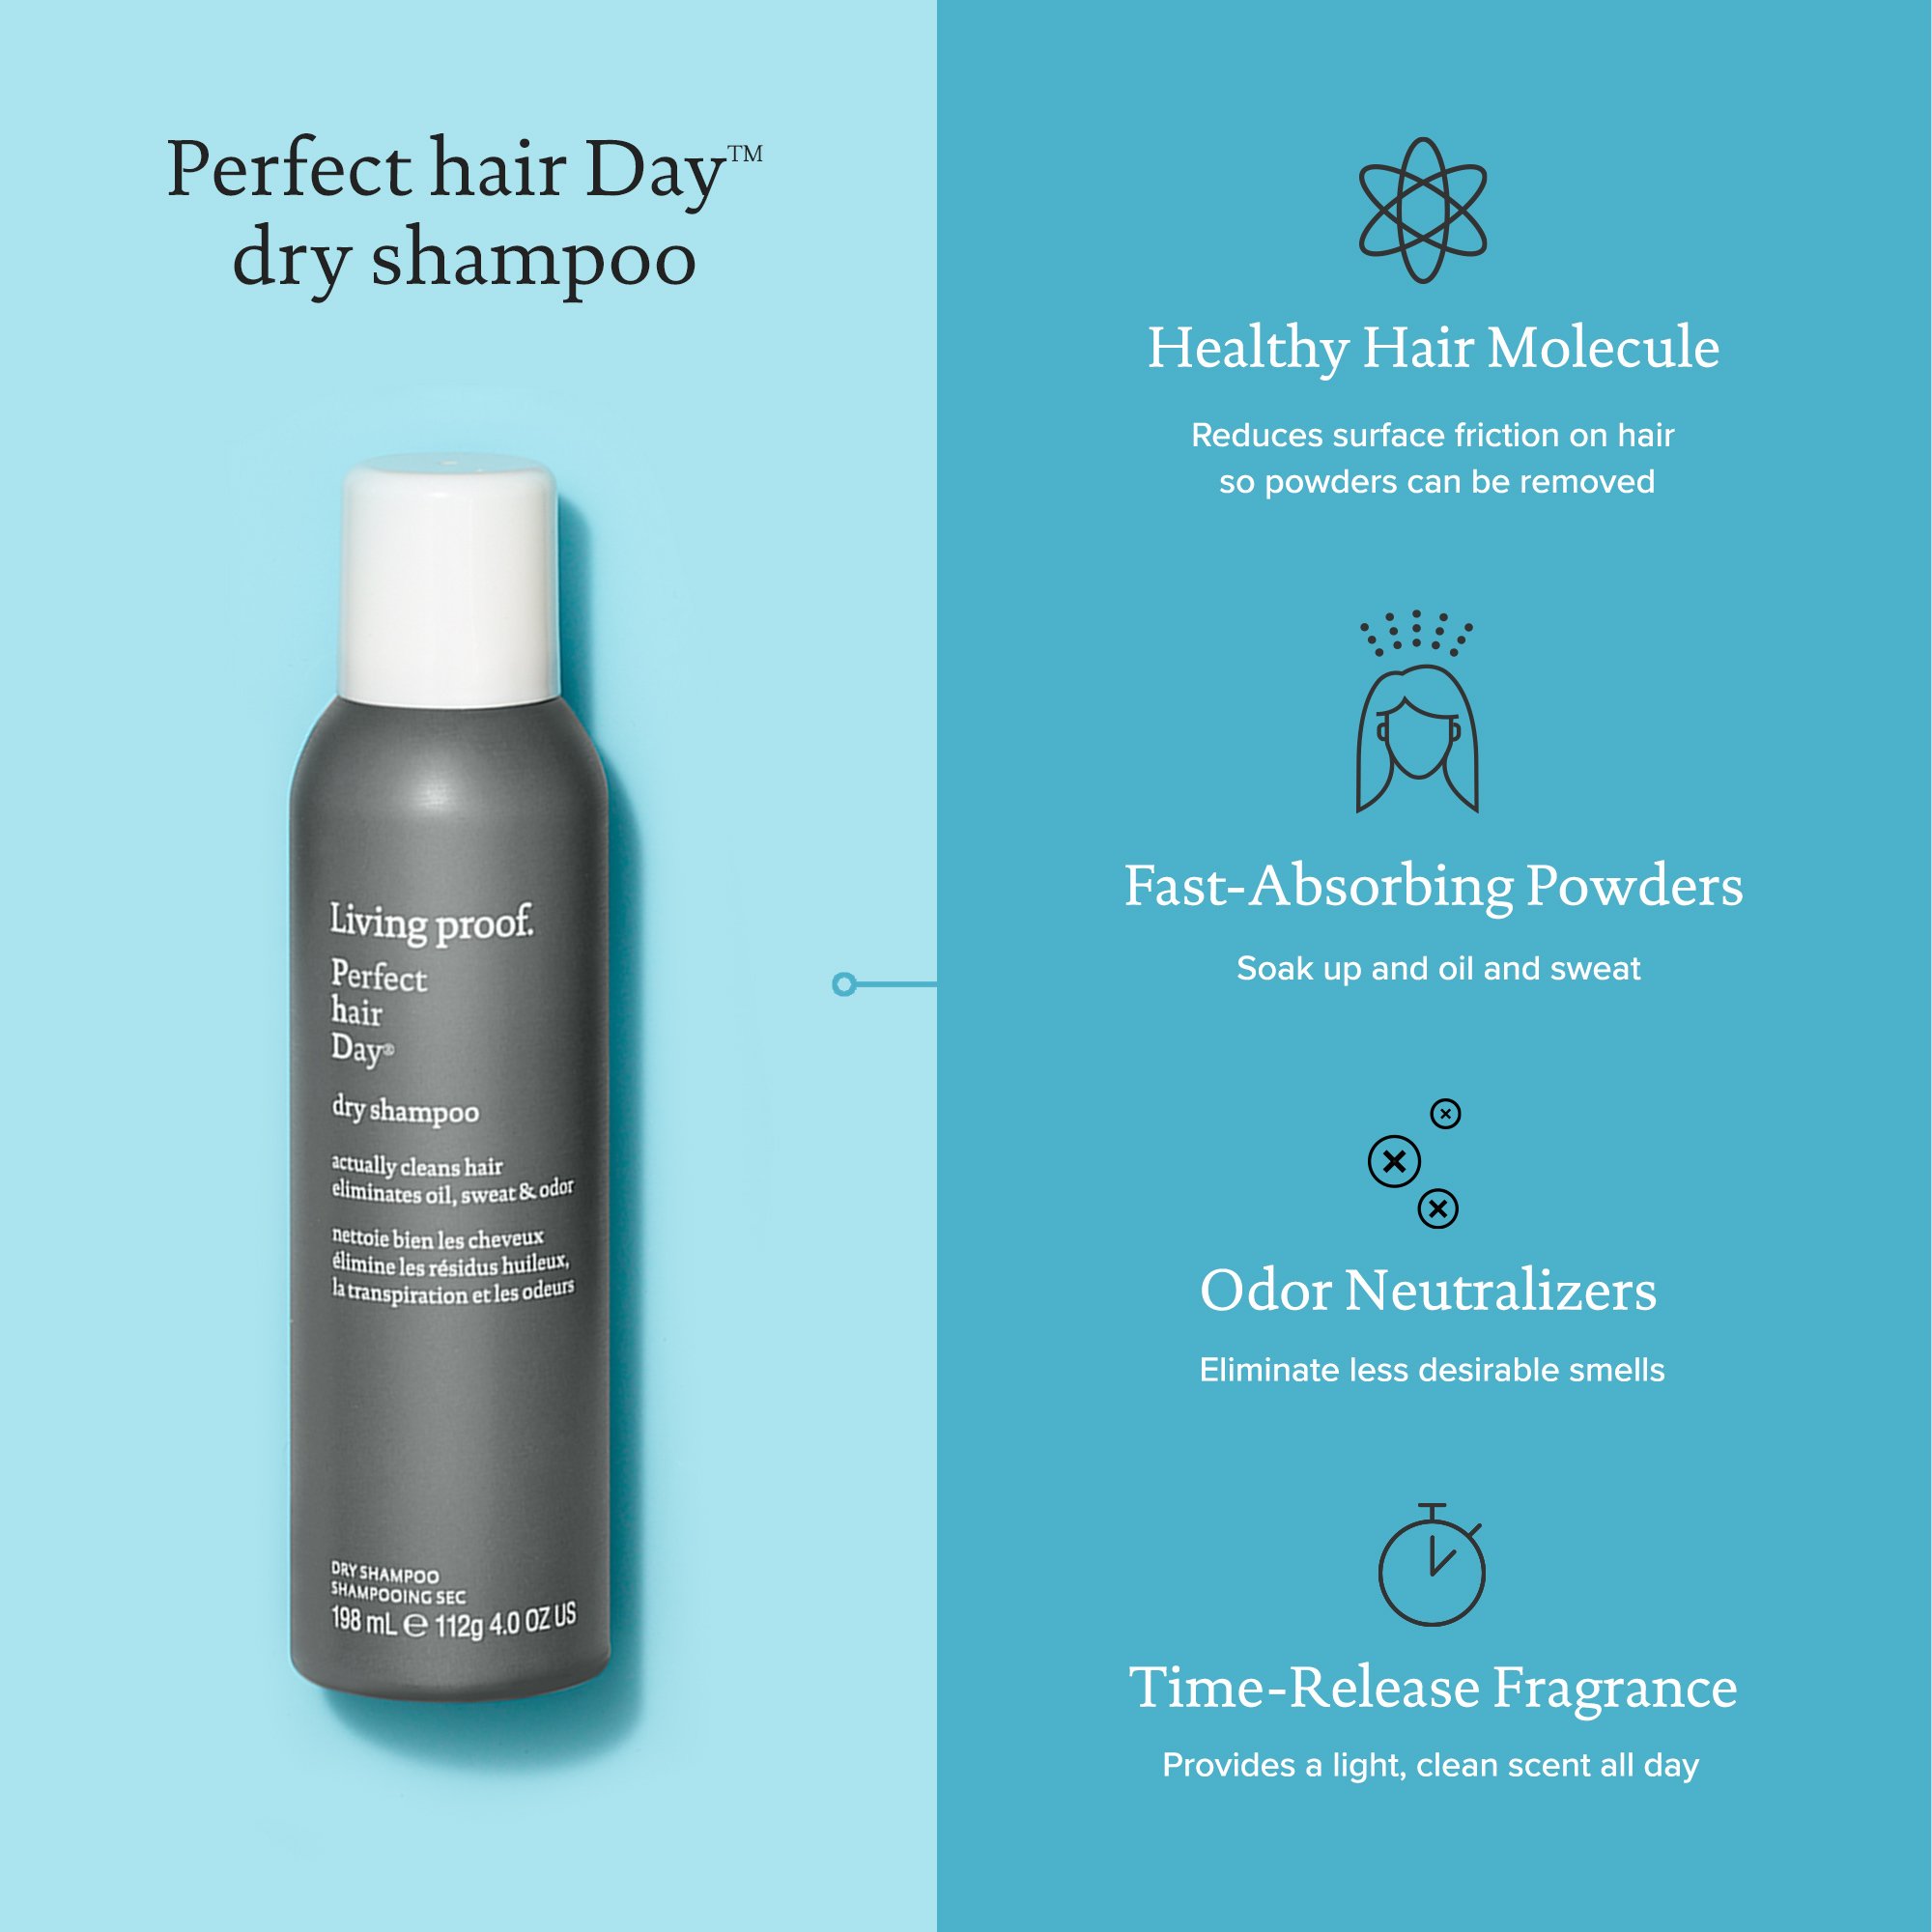 Perfect hair Day™
dry shampoo
Living proof.
Perfect
hair
Day®
dry shampoo
actually cleans hair
eliminates oil, sweat & odor
nettoie bien les cheveux
élimine les résidus huileux,
la transpiration et les odeurs
DRY SHAMPOO
SHAMPOOING SEC
198 mL ℮ 112g 4.0 OZ US
Healthy Hair Molecule
Reduces surface friction on hair
so powders can be removed
Fast-Absorbing Powders
Soak up and oil and sweat
Odor Neutralizers
Eliminate less desirable smells
Time-Release Fragrance
Provides a light, clean scent all day